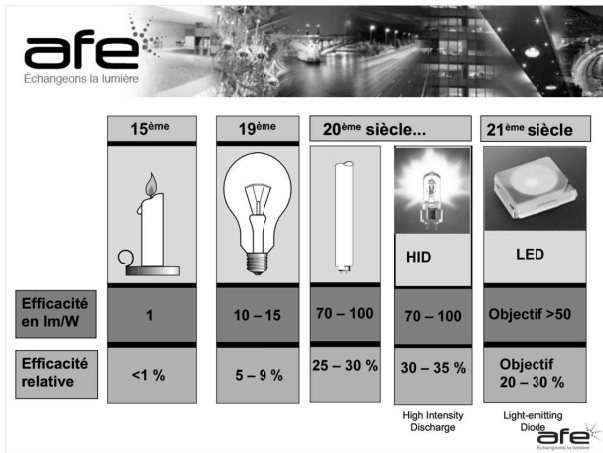 afe
Échangeons la lumière
15ème 19ème 20ème siècle... 21ème siècle
HID LED
Efficacité
en lm/W
1 10 – 15 70 – 100 70 – 100 Objectif >50
Efficacité
relative
<1 % 5 – 9 % 25 – 30 % 30 – 35 % Objectif
20 – 30 %
High Intensity
Discharge
Light-emitting
Diode
afe
Échangeons la lumière